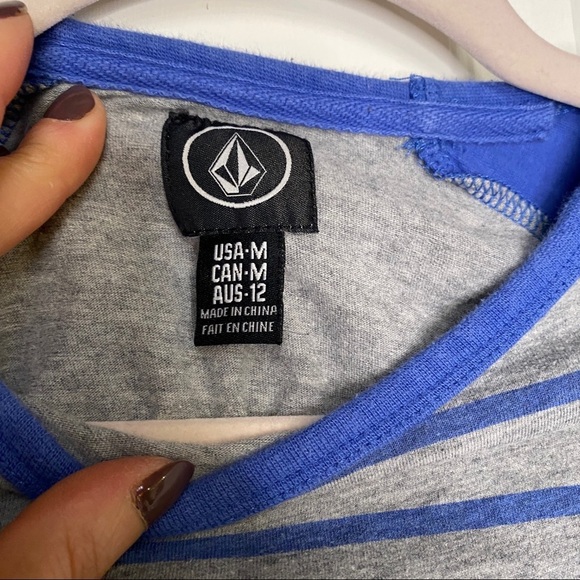 USA·M
CAN·M
AUS·12
MADE IN CHINA
FAIT EN CHINE